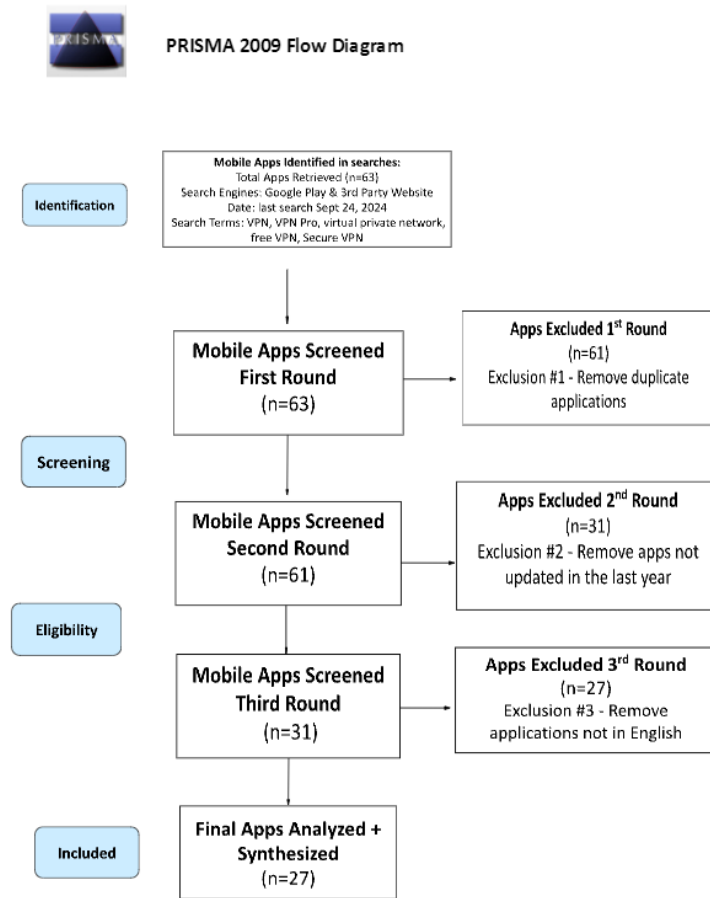 PRISMA
PRISMA 2009 Flow Diagram
Mobile Apps Identified in searches:
Total Apps Retrieved (n=63)
Search Engines: Google Play & 3rd Party Website
Date: last search Sept 24, 2024
Search Terms: VPN, VPN Pro, virtual private network,
free VPN, Secure VPN
Identification
Mobile Apps Screened
First Round
(n=63)
Apps Excluded 1st Round
(n=61)
Exclusion #1 - Remove duplicate
applications
Screening
Mobile Apps Screened
Second Round
(n=61)
Apps Excluded 2nd Round
(n=31)
Exclusion #2 - Remove apps not
updated in the last year
Eligibility
Mobile Apps Screened
Third Round
(n=31)
Apps Excluded 3rd Round
(n=27)
Exclusion #3 - Remove
applications not in English
Included
Final Apps Analyzed +
Synthesized
(n=27)